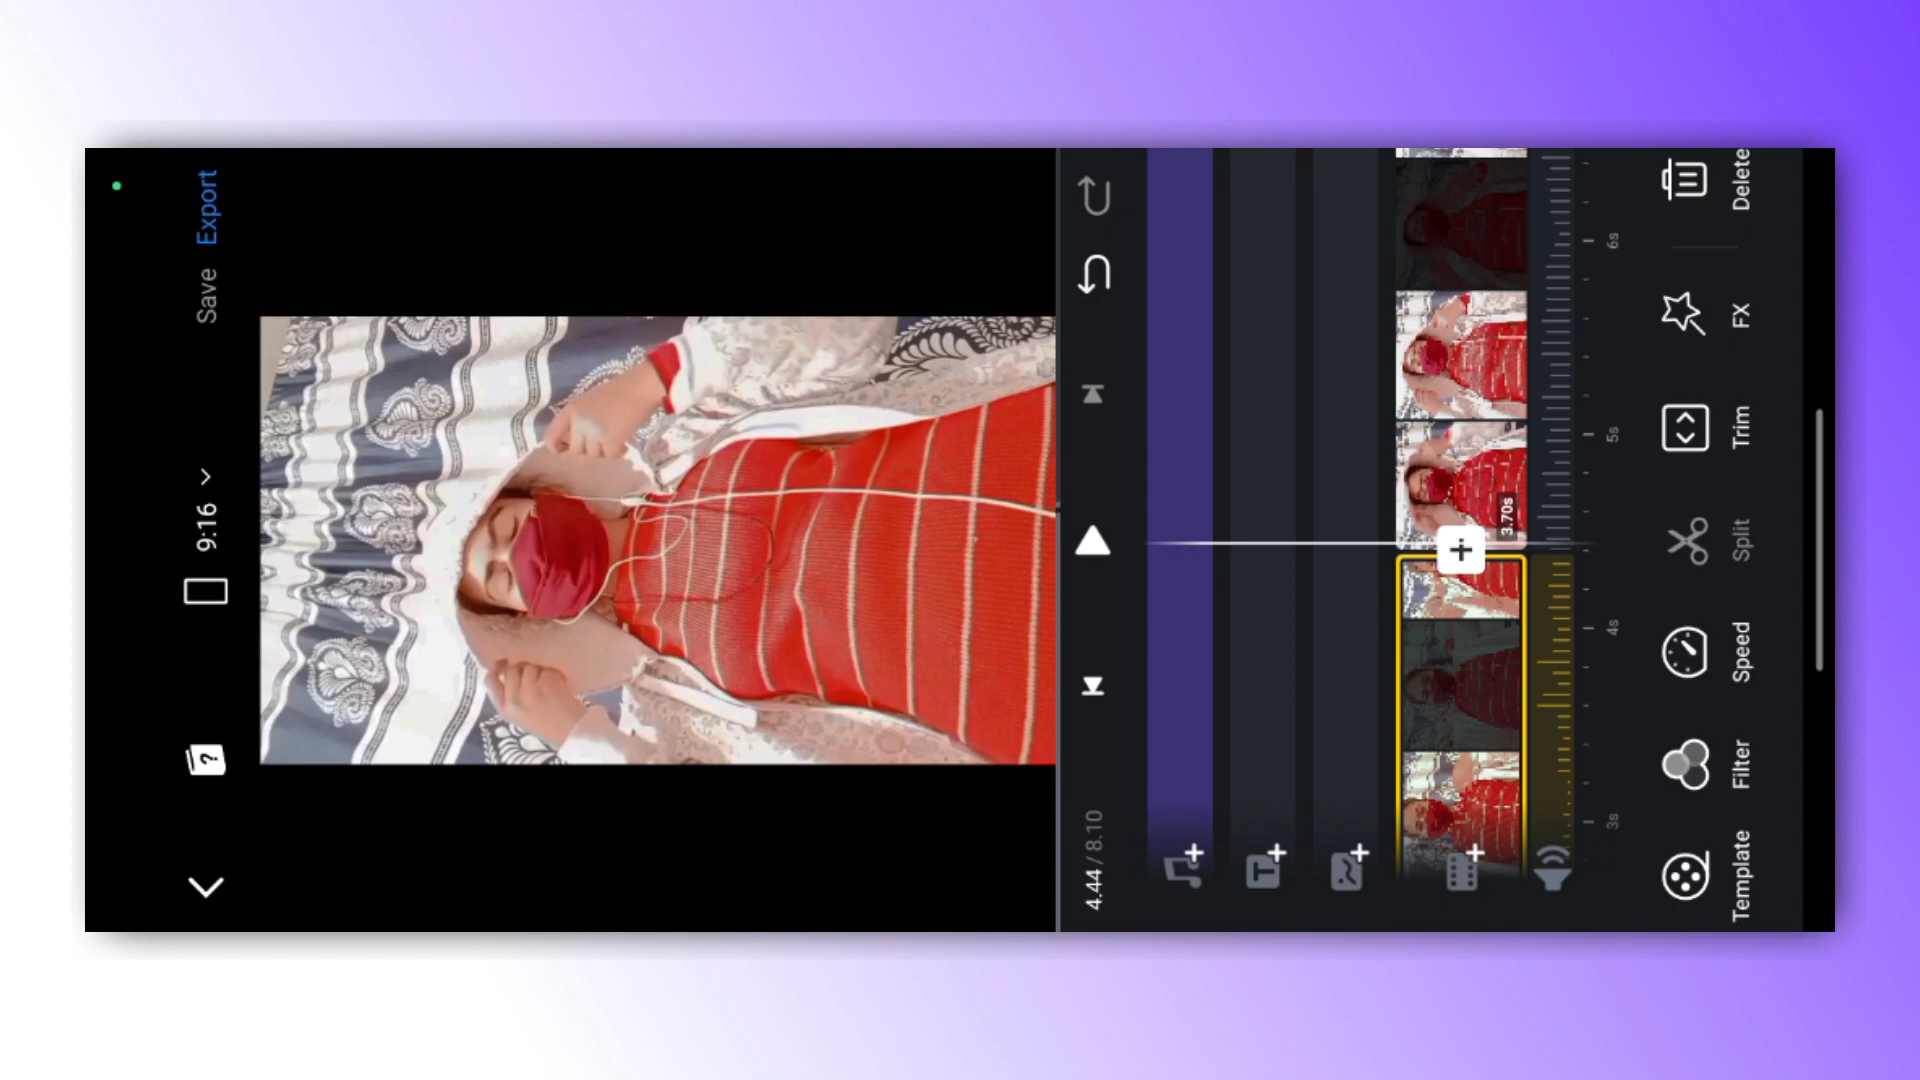 9:16
Save Export
4.44 / 8.10
3.70s
3s
4s
5s
6s
Template
Filter
Speed
Split
Trim
FX
Delete